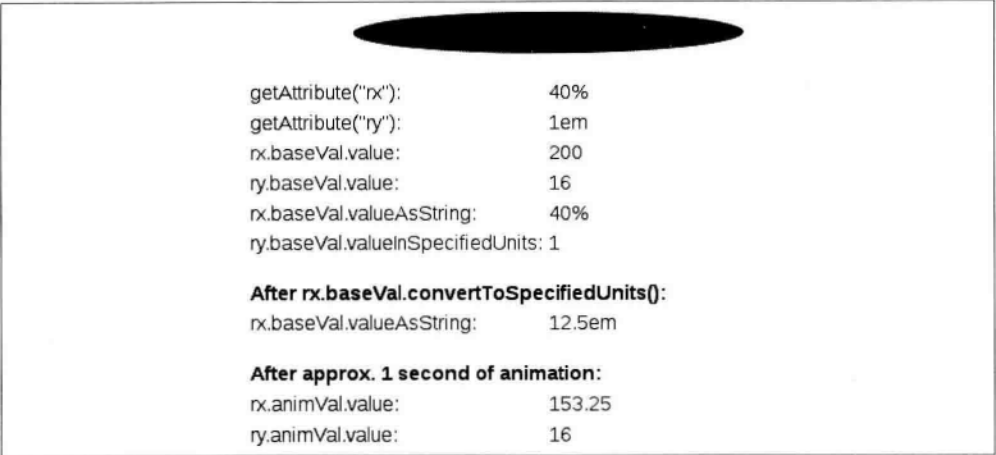 getAttribute("rx"): 40%
getAttribute("ry"): 1em
rx.baseVal.value: 200
ry.baseVal.value: 16
rx.baseVal.valueAsString: 40%
ry.baseVal.valueInSpecifiedUnits: 1
After rx.baseVal.convertToSpecifiedUnits():
rx.baseVal.valueAsString: 12.5em
After approx. 1 second of animation:
rx.animVal.value: 153.25
ry.animVal.value: 16